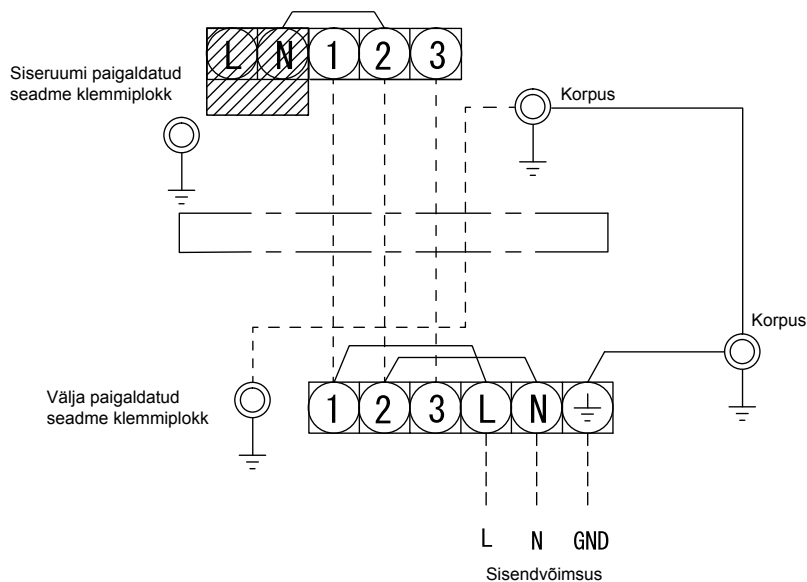 L N 1 2 3
Siseruumi paigaldatud
seadme klemmiplokk
Korpus
Korpus
Välja paigaldatud
seadme klemmiplokk
1 2 3 L N
L N GND
Sisendvõimsus